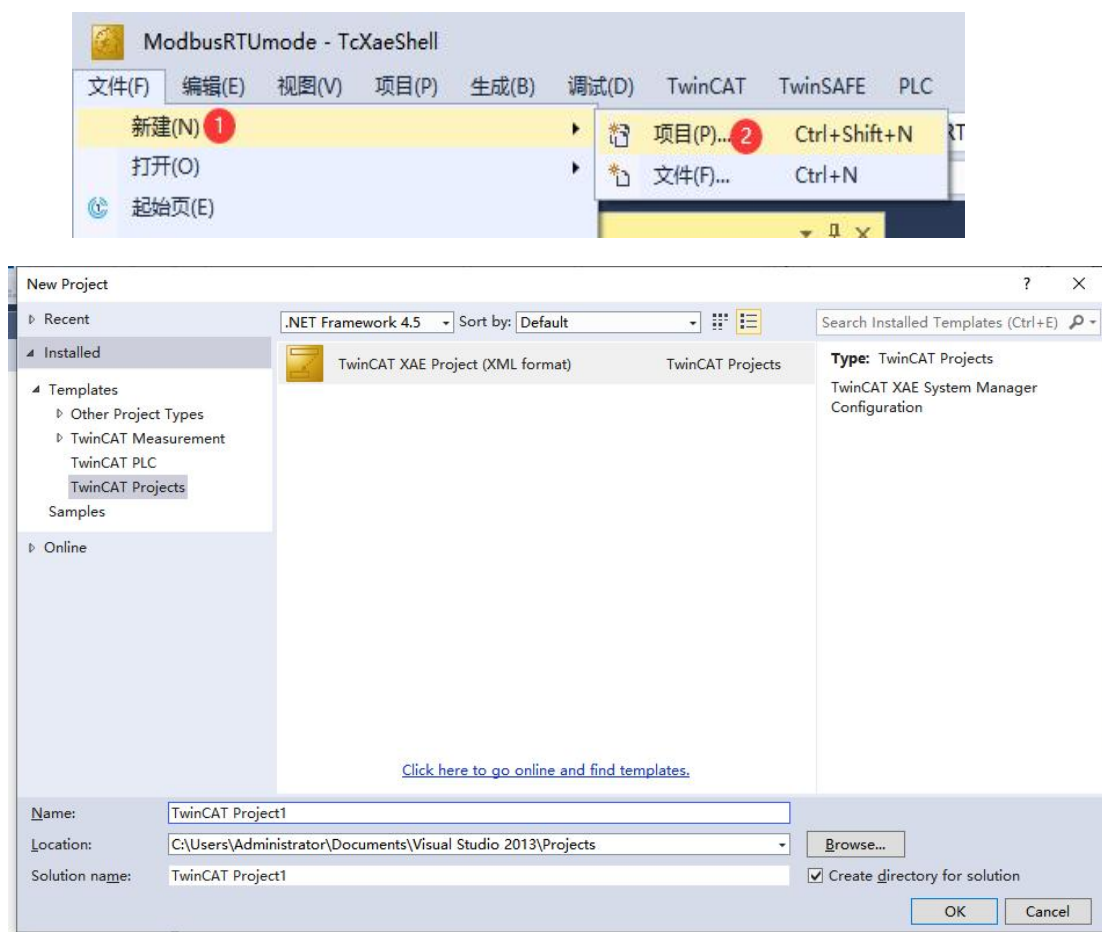 ModbusRTUmode - TcXaeShell
文件(F) 编辑(E) 视图(V) 项目(P) 生成(B) 调试(D) TwinCAT TwinSAFE PLC
新建(N) 1 项目(P)... 2 Ctrl+Shift+N RT
打开(O) 文件(F)... Ctrl+N
起始页(E)
New Project ?
Recent .NET Framework 4.5 Sort by: Default Search Installed Templates (Ctrl+E)
Installed TwinCAT XAE Project (XML format) TwinCAT Projects Type: TwinCAT Projects
Templates TwinCAT XAE System Manager
Other Project Types Configuration
TwinCAT Measurement
TwinCAT PLC
TwinCAT Projects
Samples
Online
Click here to go online and find templates.
Name: TwinCAT Project1
Location: C:\Users\Administrator\Documents\Visual Studio 2013\Projects Browse...
Solution name: TwinCAT Project1 Create directory for solution
OK Cancel